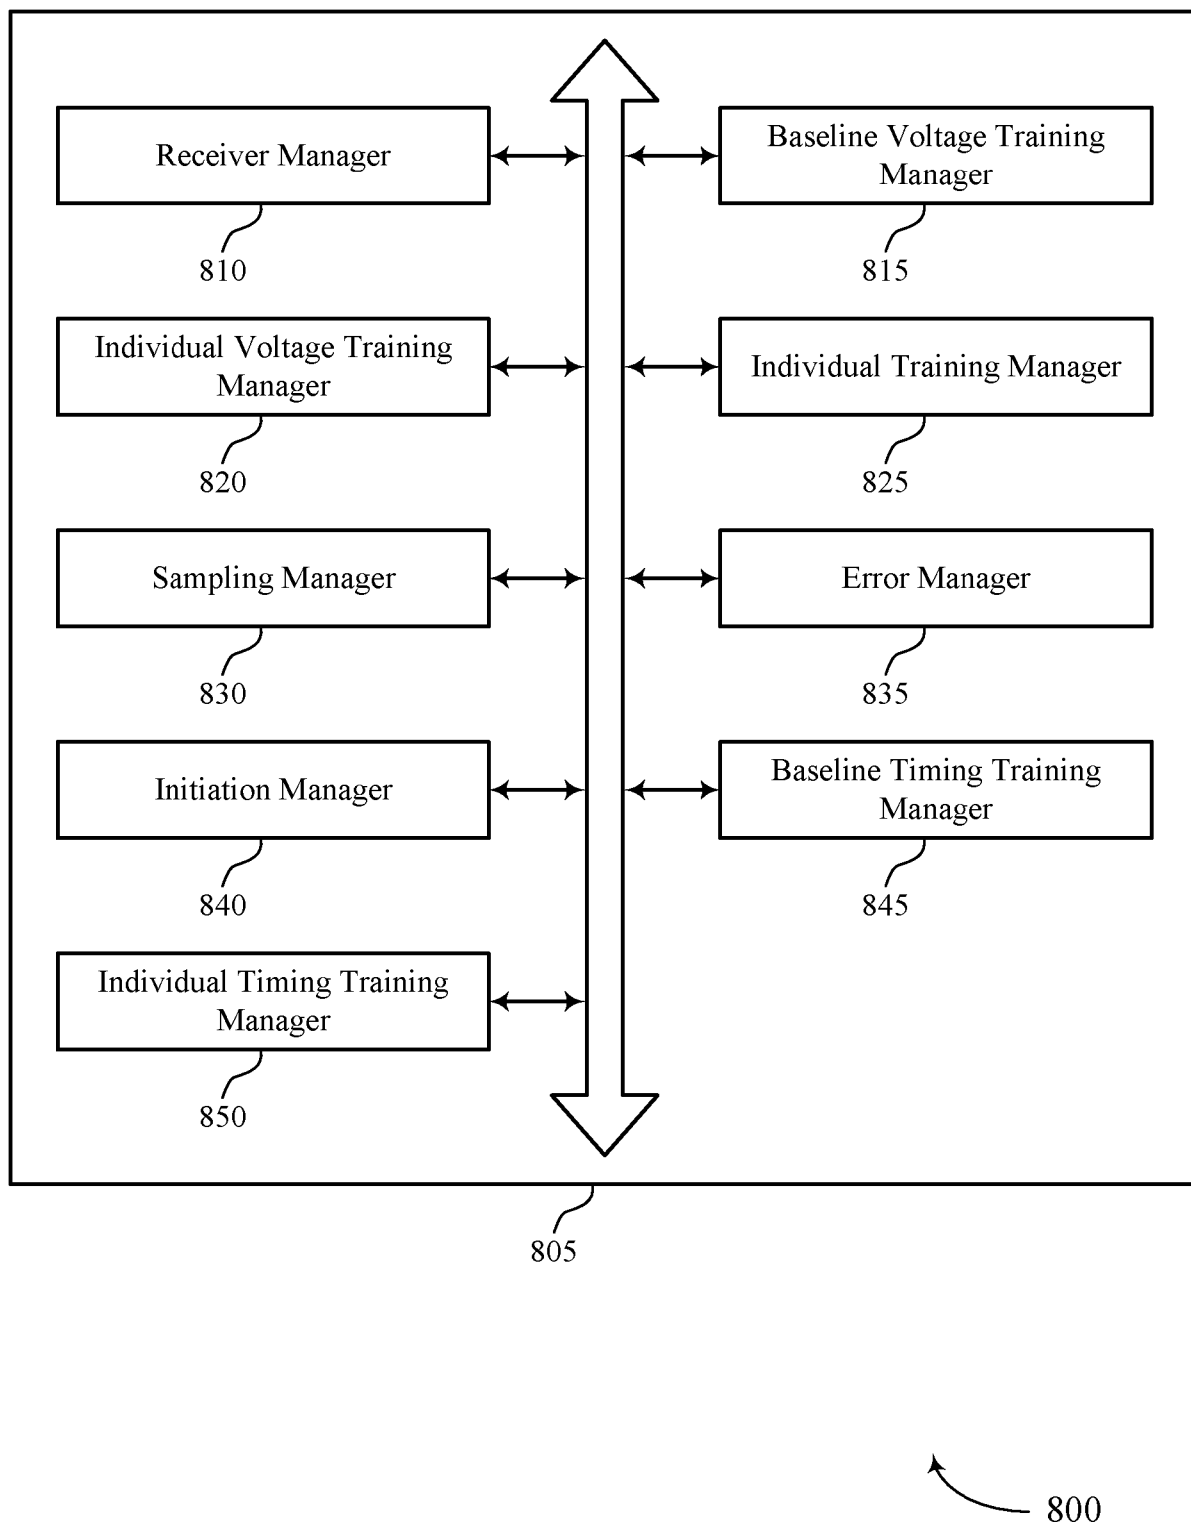 Receiver Manager
810
Baseline Voltage Training
Manager
815
Individual Voltage Training
Manager
820
Individual Training Manager
825
Sampling Manager
830
Error Manager
835
Initiation Manager
840
Baseline Timing Training
Manager
845
Individual Timing Training
Manager
850
805
800